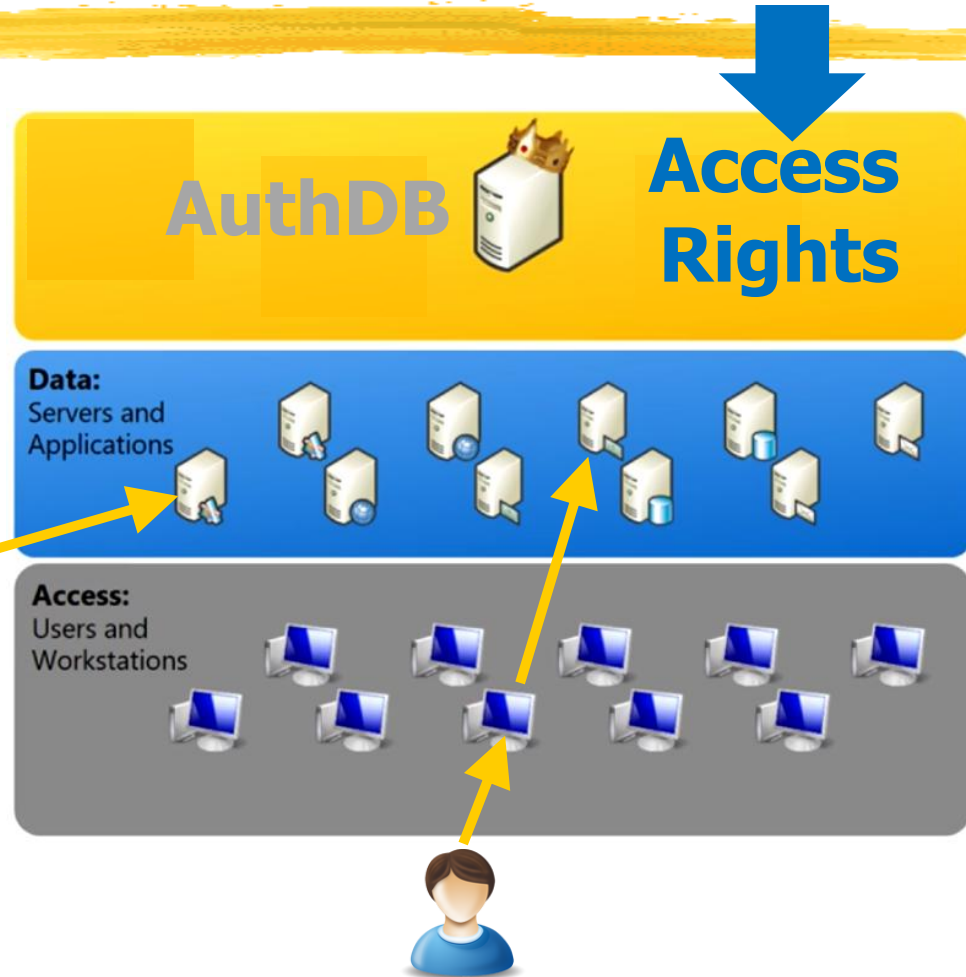 AuthDB
Access
Rights
Data:
Servers and
Applications
Access:
Users and
Workstations